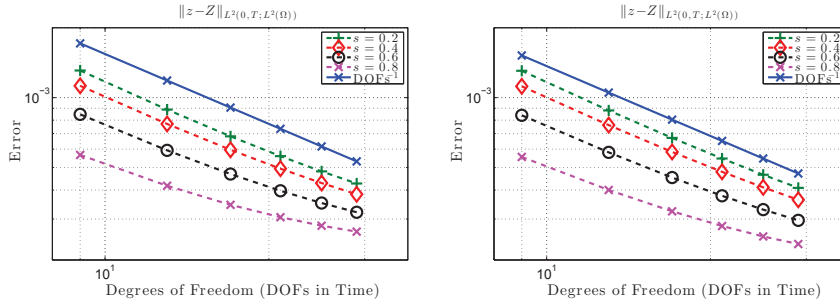 ‖z−Z‖L²(0,T;L²(Ω))
s = 0.2
s = 0.4
s = 0.6
s = 0.8
DOFs⁻¹
10⁻³
Error
10¹
Degrees of Freedom (DOFs in Time)
‖z−Z‖L²(0,T;L²(Ω))
s = 0.2
s = 0.4
s = 0.6
s = 0.8
DOFs⁻¹
10⁻³
Error
10¹
Degrees of Freedom (DOFs in Time)